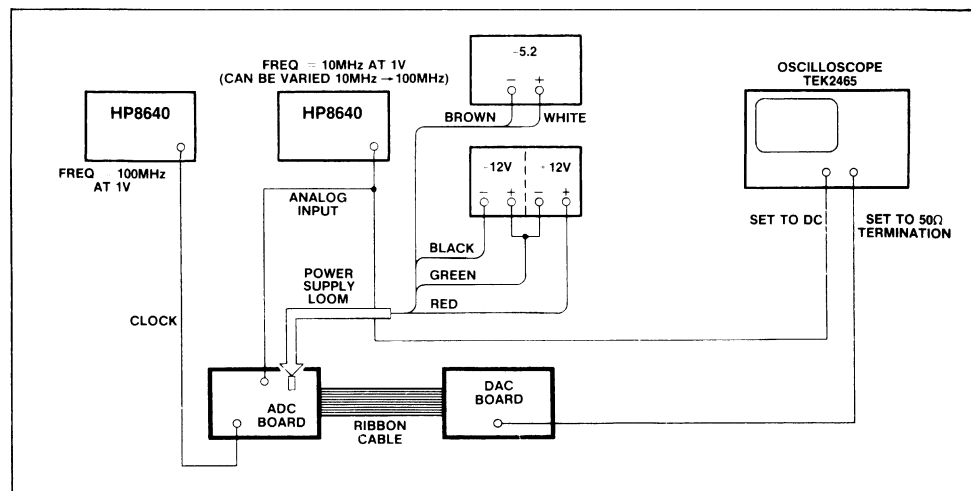 FREQ = 10MHz AT 1V
(CAN BE VARIED 10MHz → 100MHz)
HP8640
FREQ = 100MHz
AT 1V
HP8640
ANALOG
INPUT
-5.2
- +
BROWN
WHITE
-12V
+12V
- + - +
BLACK
GREEN
RED
OSCILLOSCOPE
TEK2465
SET TO DC
SET TO 50Ω
TERMINATION
POWER
SUPPLY
LOOM
CLOCK
ADC
BOARD
RIBBON
CABLE
DAC
BOARD